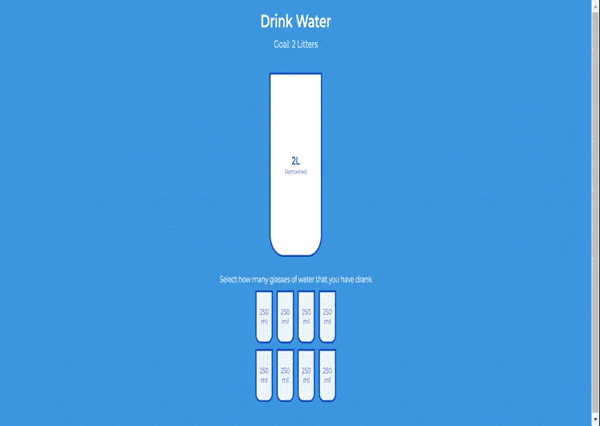 Drink Water
Goal: 2 Litters
2L
Remained
Select how many glasses of water that you have drank
250 250 250 250
ml ml ml ml
250 250 250 250
ml ml ml ml